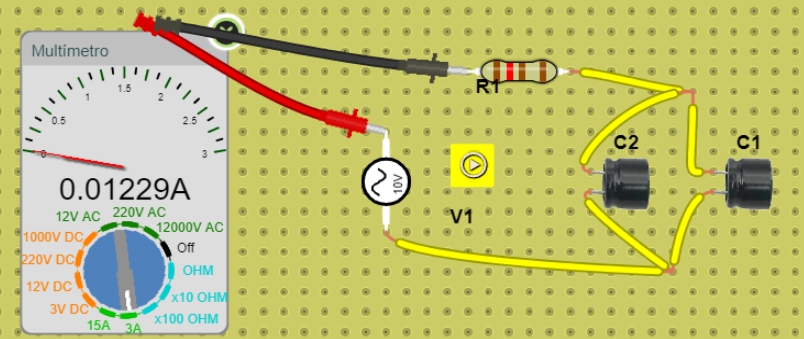 Multímetro
0
0.5
1
1.5
2
2.5
3
0.01229A
12V AC
220V AC
12000V AC
1000V DC
Off
220V DC
OHM
12V DC
x10 OHM
3V DC
x100 OHM
15A
3A
R1
10V
V1
C2
C1